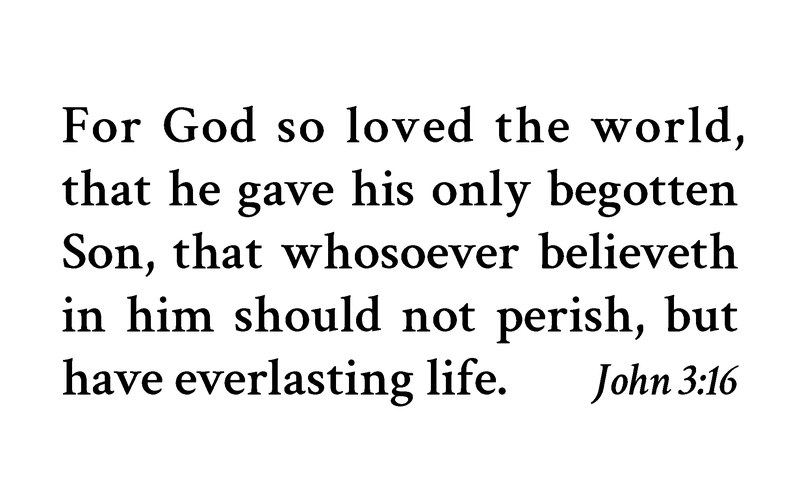 For God so loved the world,
that he gave his only begotten
Son, that whosoever believeth
in him should not perish, but
have everlasting life. John 3:16